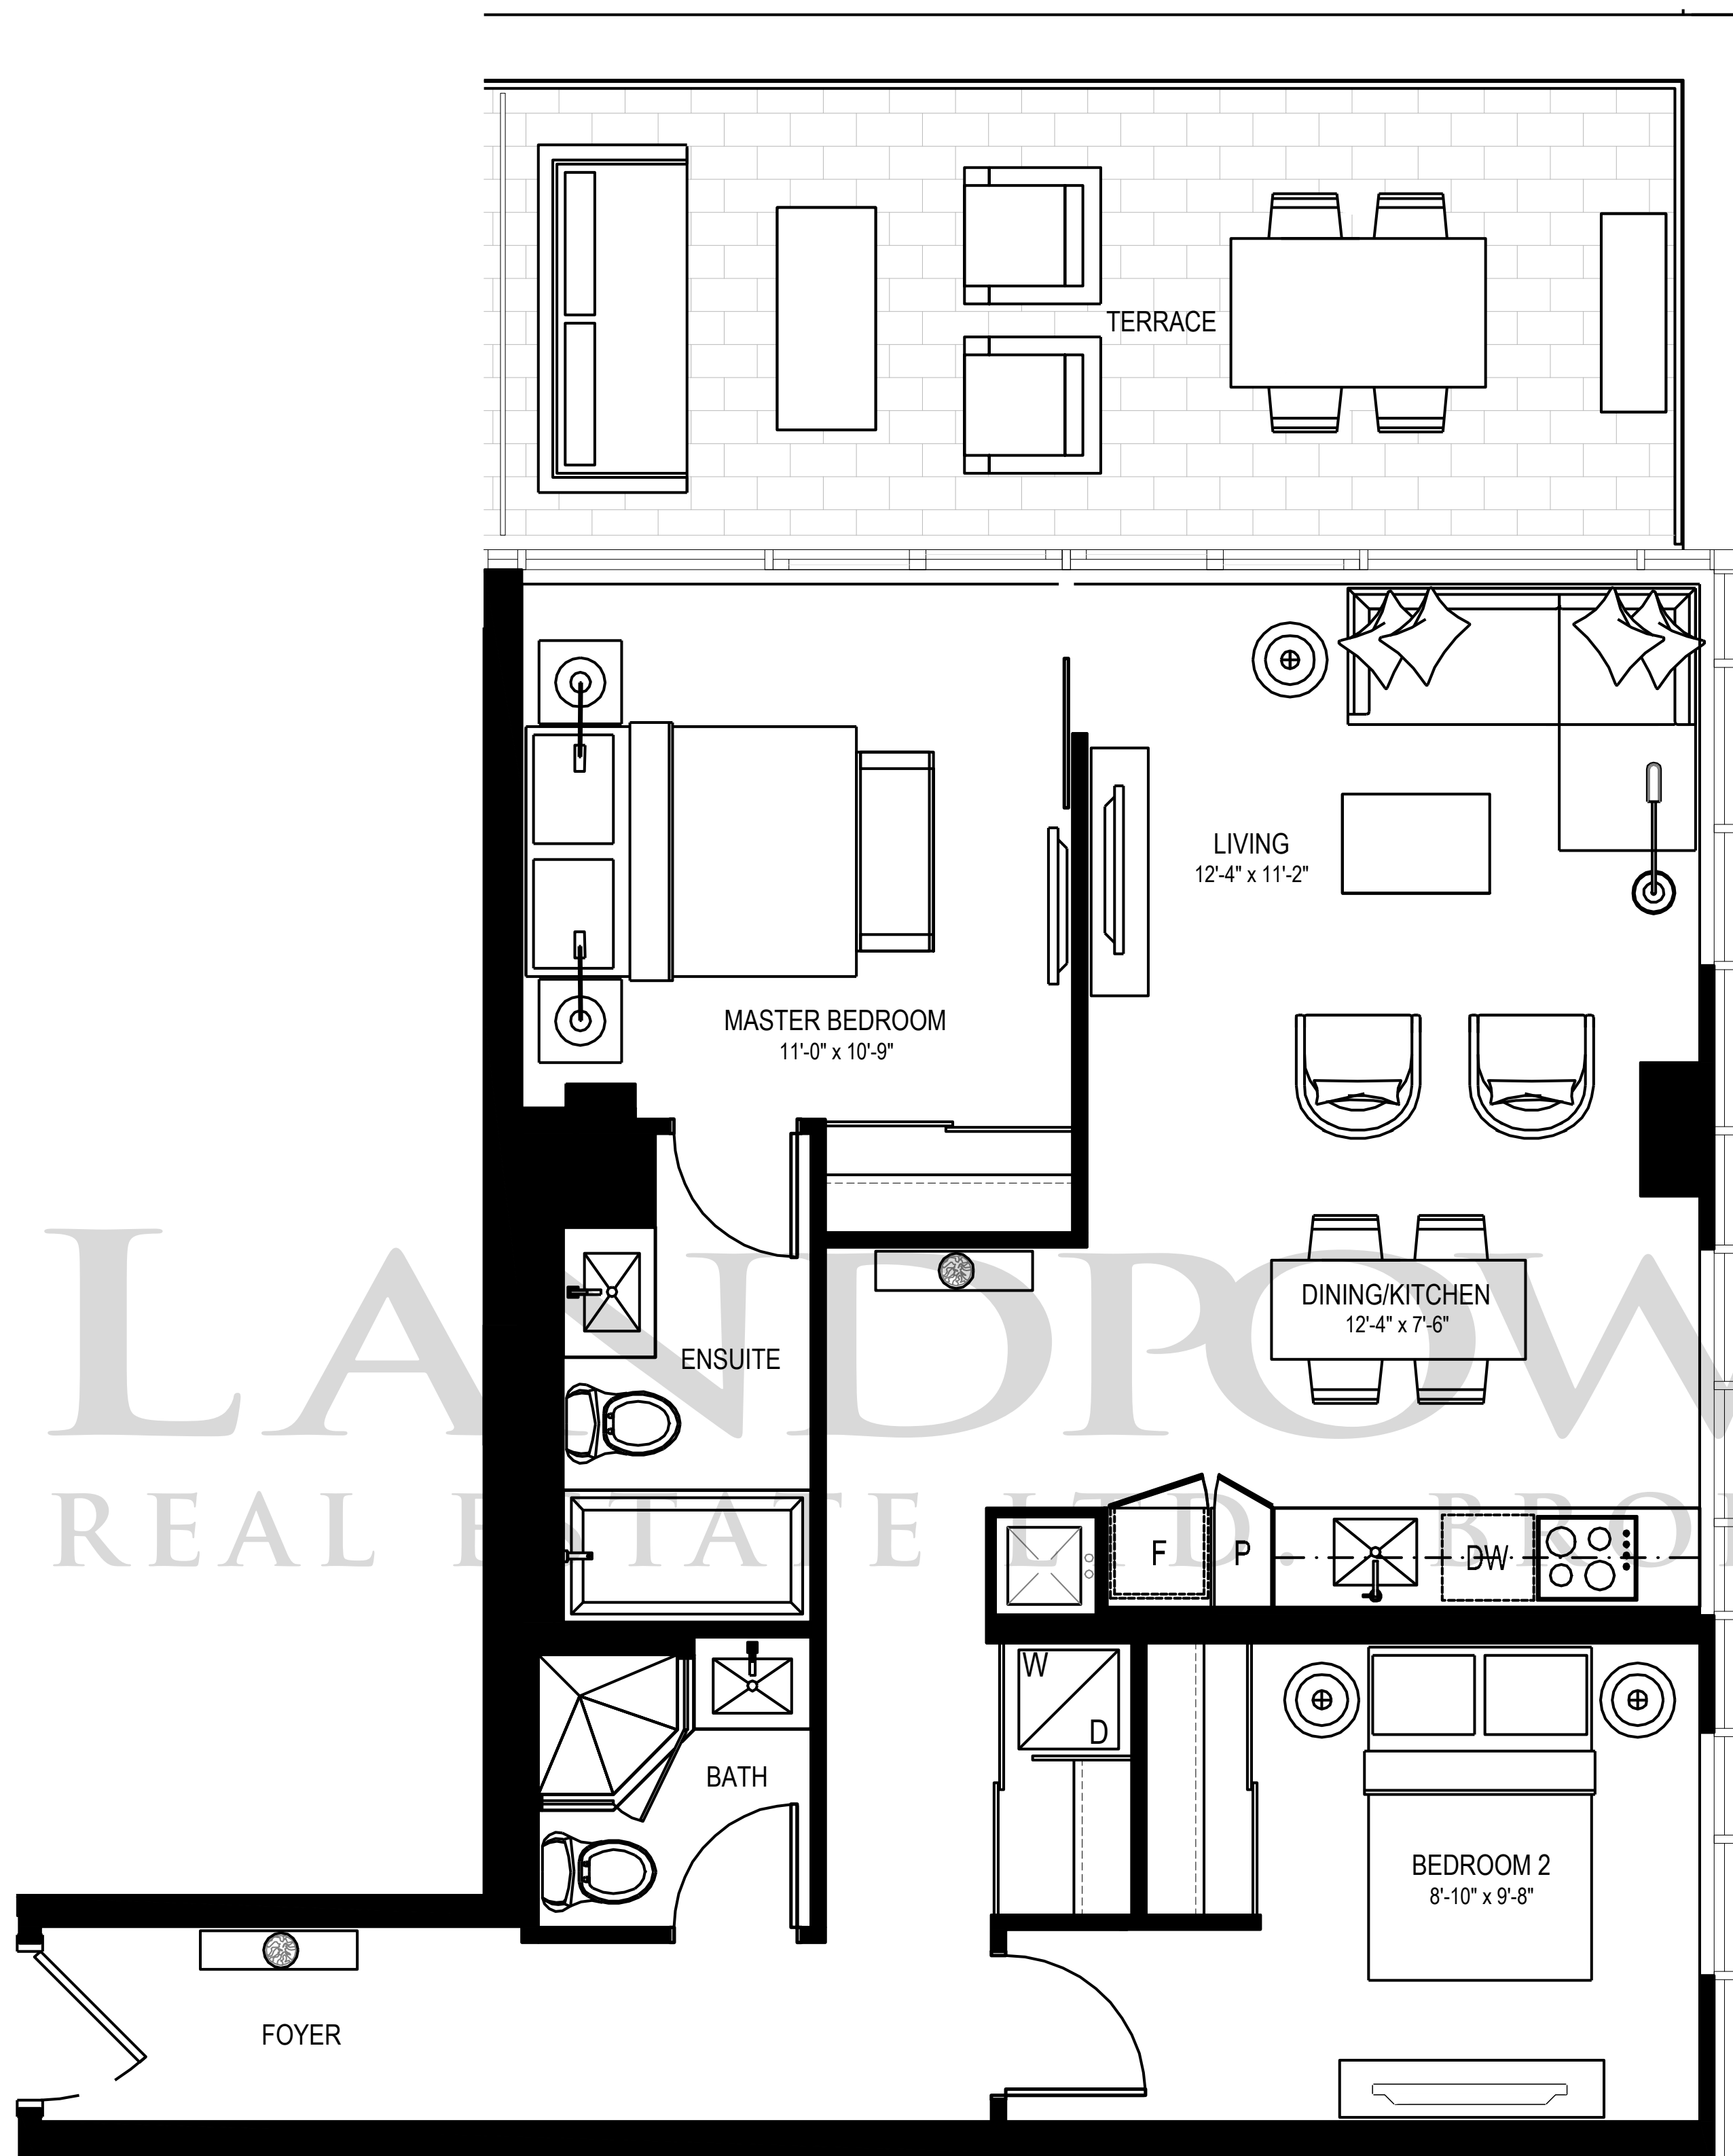 TERRACE
LIVING
12'-4" x 11'-2"
MASTER BEDROOM
11'-0" x 10'-9"
DINING/KITCHEN
12'-4" x 7'-6"
ENSUITE
LANDPOW
REAL ESTATE LTD. BRO
F
P
DW
W
D
BATH
BEDROOM 2
8'-10" x 9'-8"
FOYER